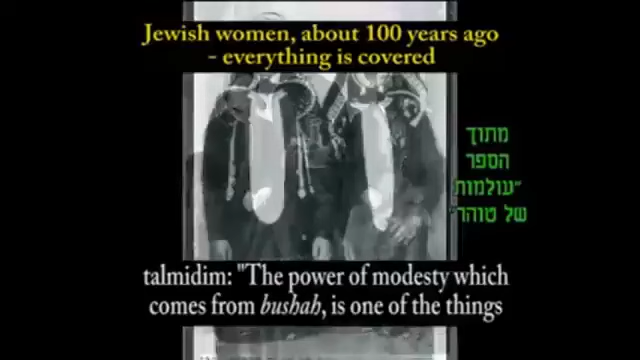 Jewish women, about 100 years ago
- everything is covered
מתוך
הספר
"עולמות
של טוהר"
talmidim: "The power of modesty which
comes from bushah, is one of the things